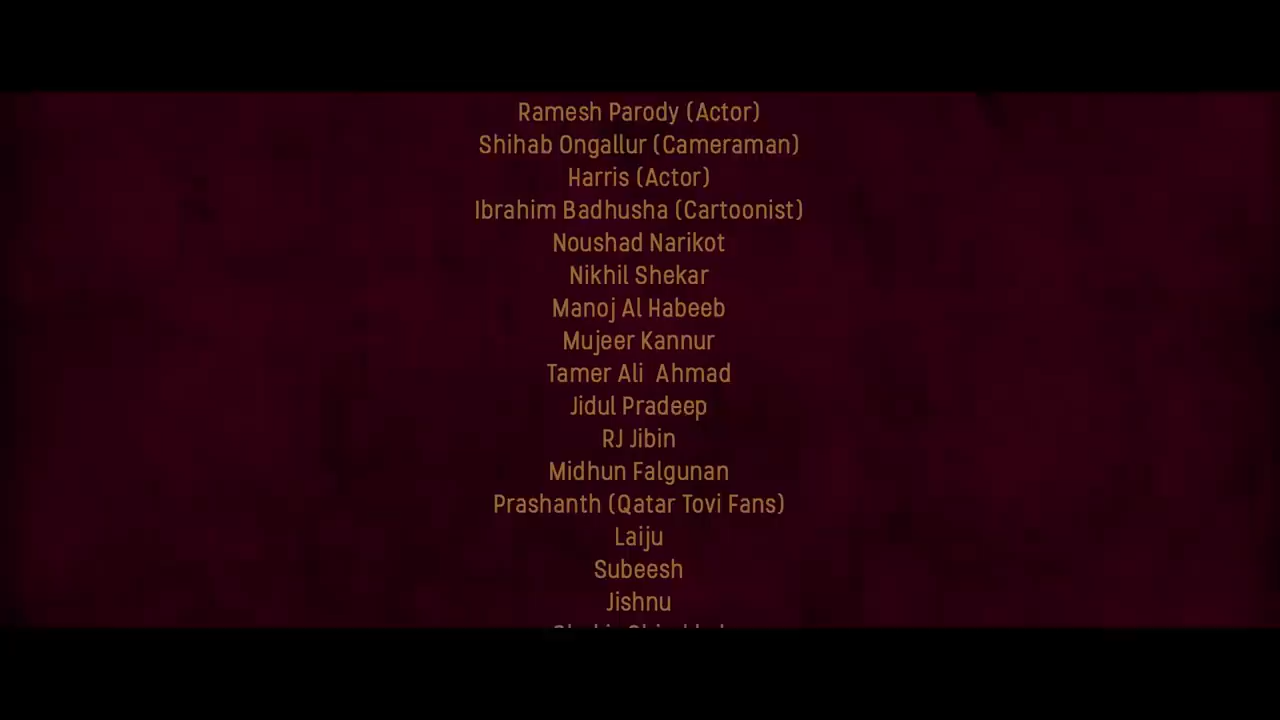 Ramesh Parody (Actor)
Shihab Ongallur (Cameraman)
Harris (Actor)
Ibrahim Badhusha (Cartoonist)
Noushad Narikot
Nikhil Shekar
Manoj Al Habeeb
Mujeer Kannur
Tamer Ali  Ahmad
Jidul Pradeep
RJ Jibin
Midhun Falgunan
Prashanth (Qatar Tovi Fans)
Laiju
Subeesh
Jishnu